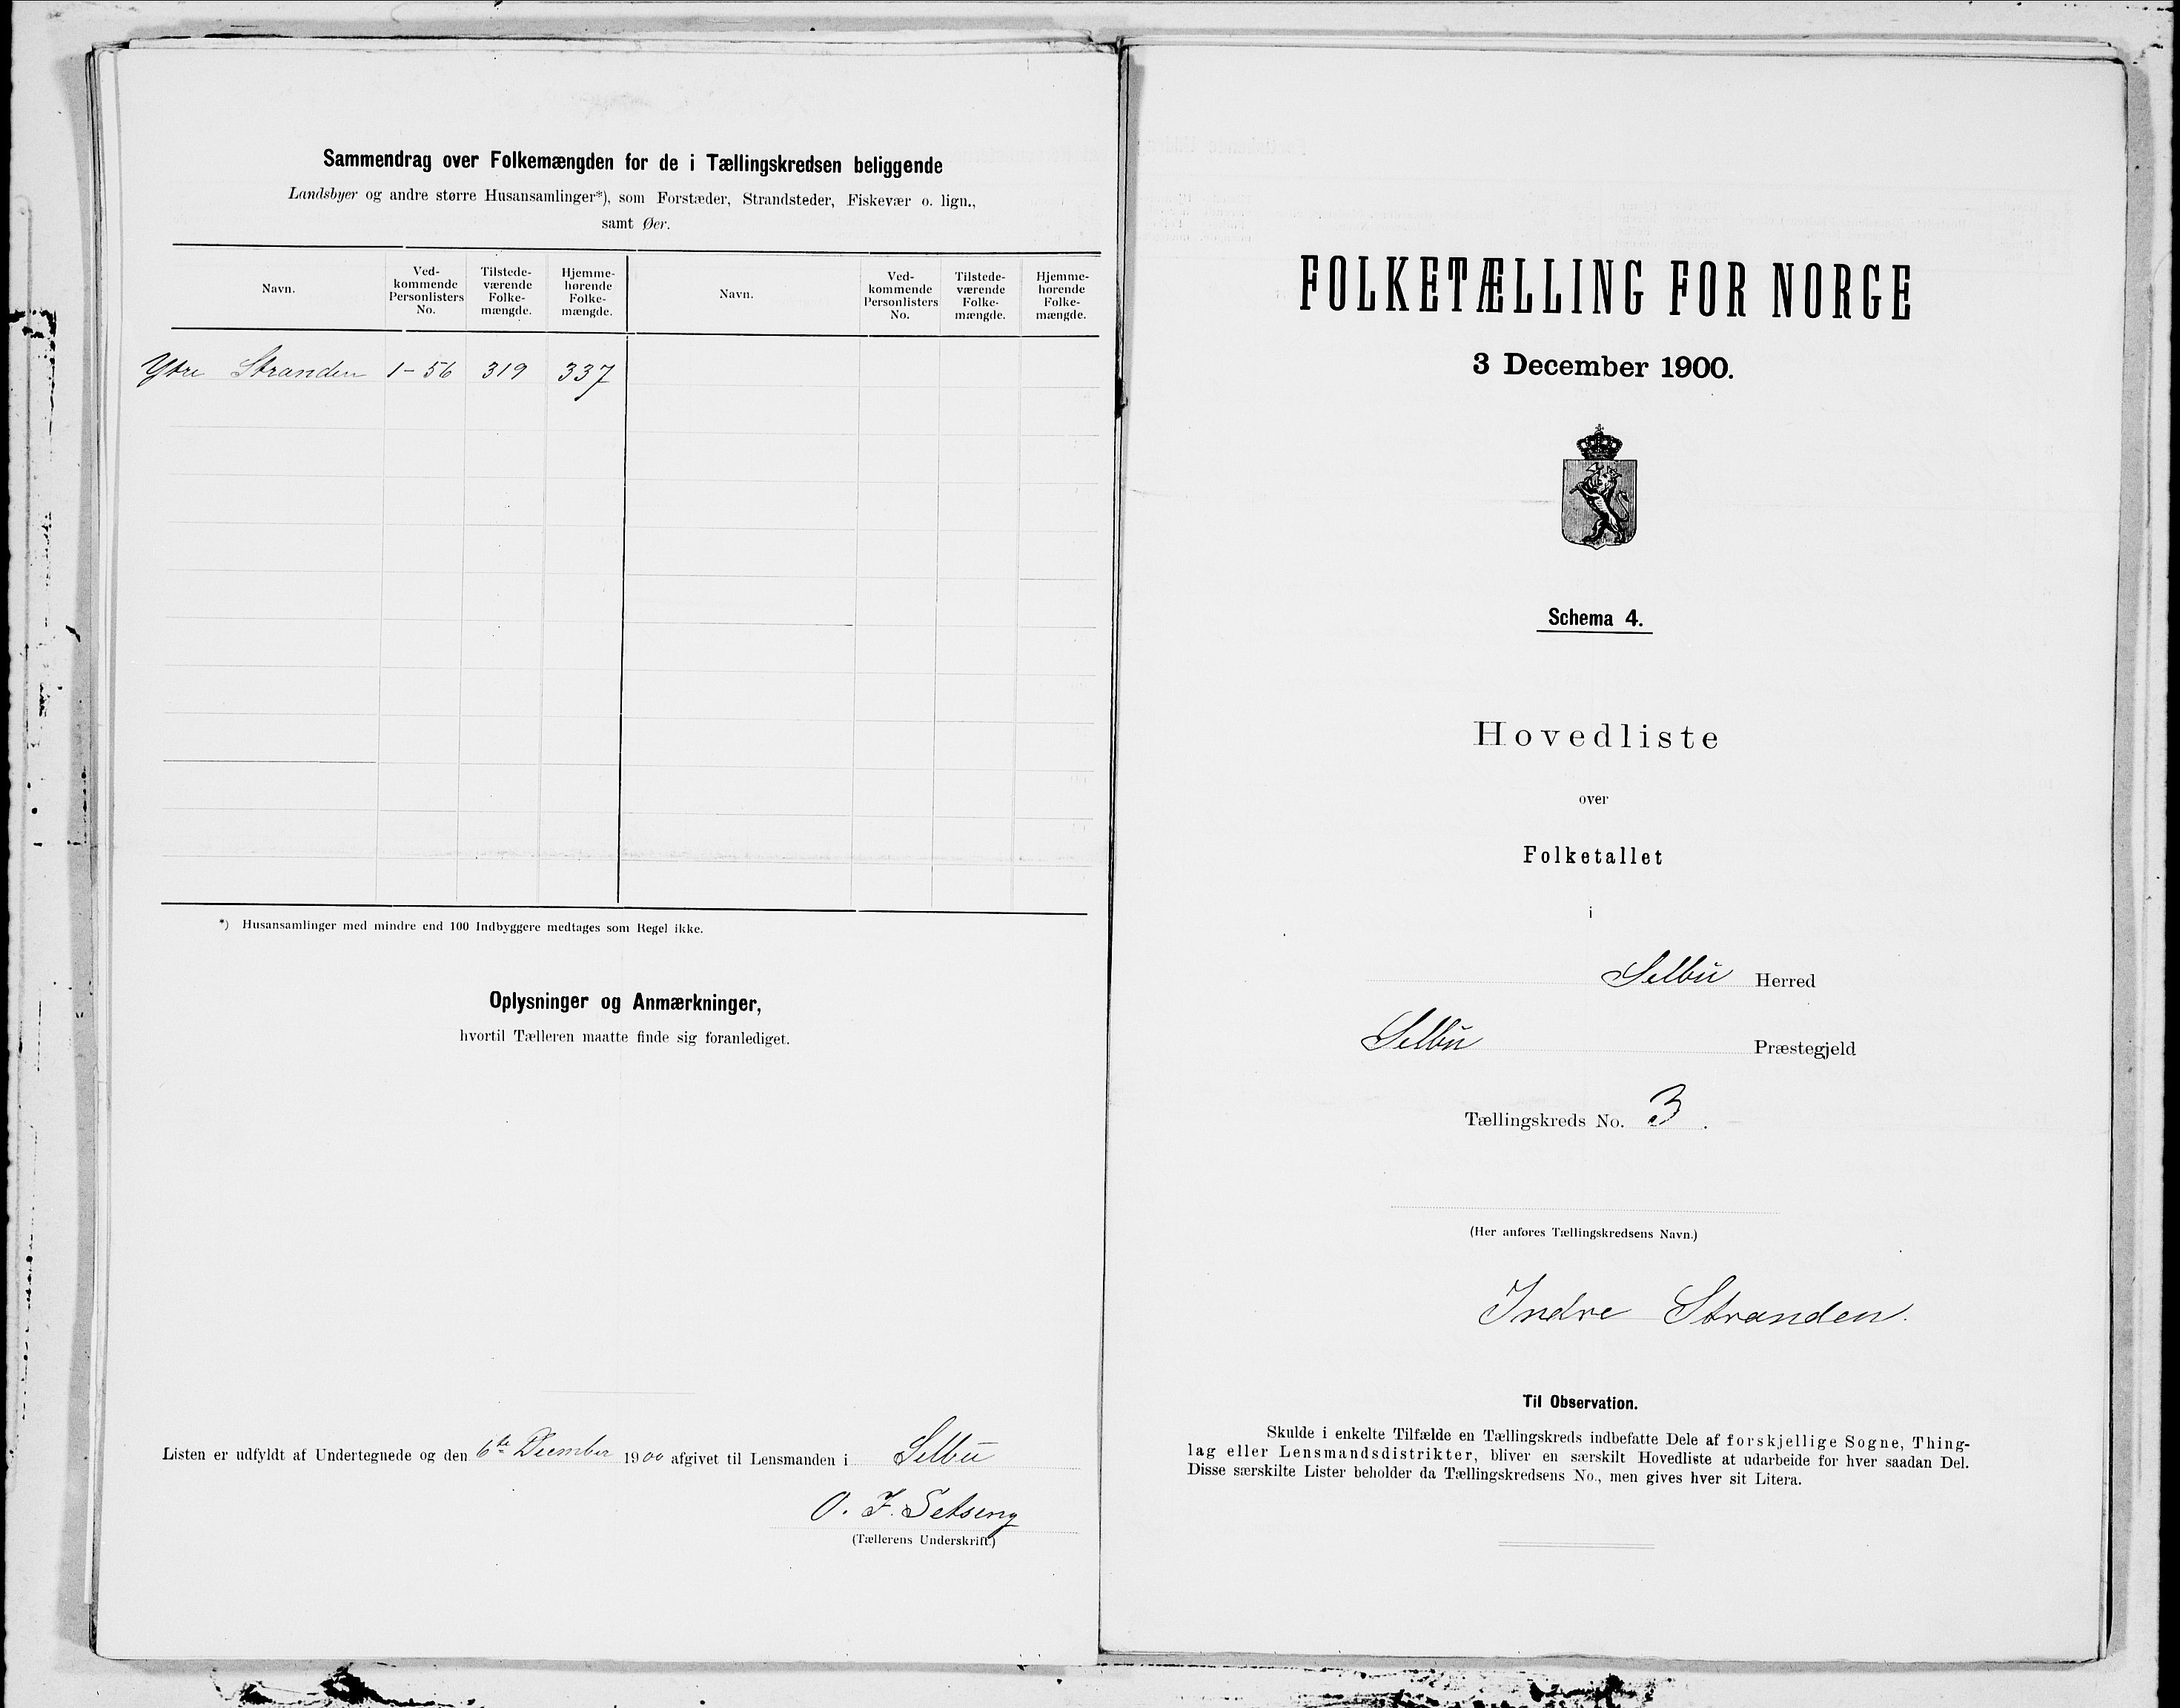 Sammendrag over Folkemængden for de i Tællingskredsen beliggende
Landsbyer og andre større Husansamlinger*), som Forstæder, Strandsteder, Fiskevær o. lign.,
samt Øer.
Navn.
Ved-
kommende
Personlisters
No.
Tilstede-
værende
Folke-
mængde.
Hjemme-
hørende
Folke-
mængde.
Navn.
Ved-
kommende
Personlisters
No.
Tilstede-
værende
Folke-
mængde.
Hjemme-
hørende
Folke-
mængde.
Ytre Stranden 1-56 319 337
*) Husansamlinger med mindre end 100 Indbyggere medtages som Regel ikke.
Oplysninger og Anmærkninger,
hvortil Tælleren maatte finde sig foranlediget.
Listen er udfyldt af Undertegnede og den 6te December 1900 afgivet til Lensmanden i Selbu
O. F. Setseng
(Tællerens Underskrift.)
FOLKETÆLLING FOR NORGE
3 December 1900.
Schema 4.
Hovedliste
over
Folketallet
i
Selbu Herred
Selbu Præstegjeld
Tællingskreds No. 3.
(Her anføres Tællingskredsens Navn.)
Indre Stranden.
Til Observation.
Skulde i enkelte Tilfælde en Tællingskreds indbefatte Dele af forskjellige Sogne, Thing-
lag eller Lensmandsdistrikter, bliver en særskilt Hovedliste at udarbeide for hver saadan Del.
Disse særskilte Lister beholder da Tællingskredsens No., men gives hver sit Litera.